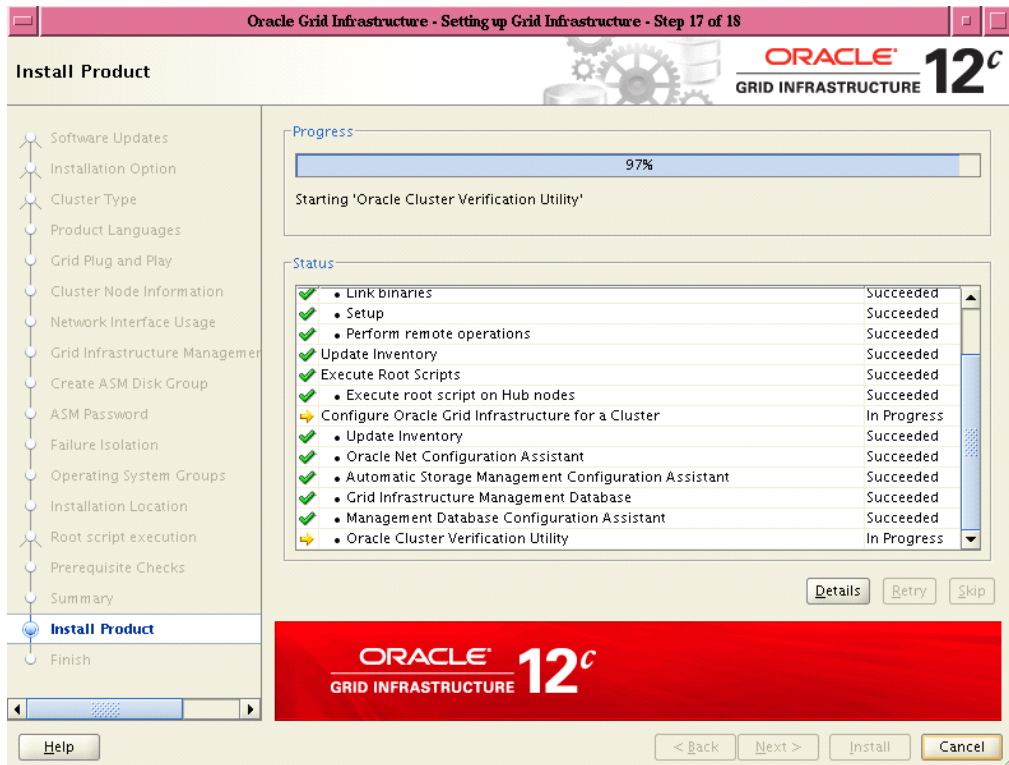 Oracle Grid Infrastructure - Setting up Grid Infrastructure - Step 17 of 18
Install Product
ORACLE
GRID INFRASTRUCTURE 12c
Software Updates
Installation Option
Cluster Type
Product Languages
Grid Plug and Play
Cluster Node Information
Network Interface Usage
Grid Infrastructure Managemer
Create ASM Disk Group
ASM Password
Failure Isolation
Operating System Groups
Installation Location
Root script execution
Prerequisite Checks
Summary
Install Product
Finish
Progress
97%
Starting 'Oracle Cluster Verification Utility'
Status
• Link binaries Succeeded
• Setup Succeeded
• Perform remote operations Succeeded
Update Inventory Succeeded
Execute Root Scripts Succeeded
• Execute root script on Hub nodes Succeeded
Configure Oracle Grid Infrastructure for a Cluster In Progress
• Update Inventory Succeeded
• Oracle Net Configuration Assistant Succeeded
• Automatic Storage Management Configuration Assistant Succeeded
• Grid Infrastructure Management Database Succeeded
• Management Database Configuration Assistant Succeeded
• Oracle Cluster Verification Utility In Progress
Details Retry Skip
ORACLE
GRID INFRASTRUCTURE 12c
Help < Back Next > Install Cancel